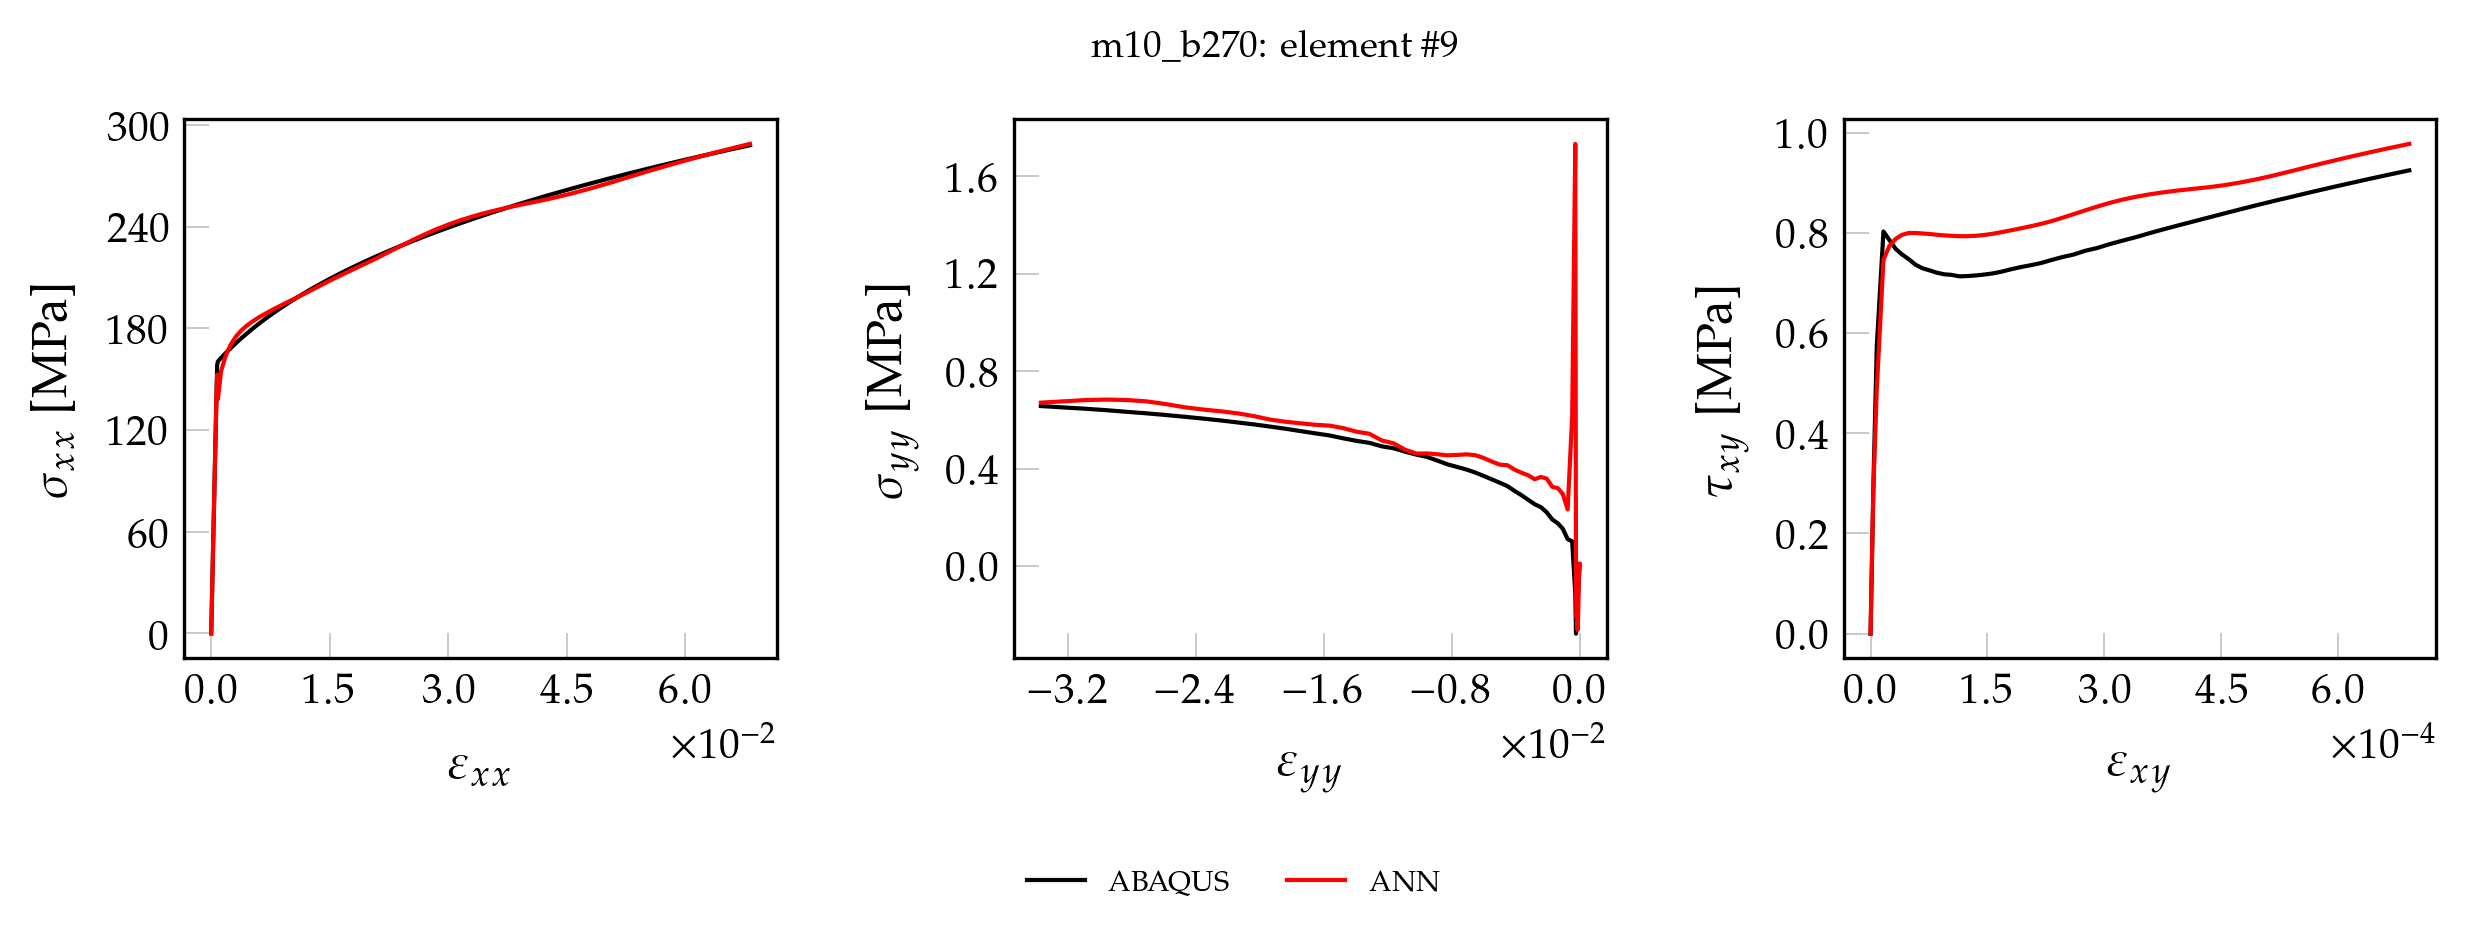 m10_b270: element #9
σxx [MPa]
300
240
180
120
60
0
0.0 1.5 3.0 4.5 6.0
×10−2
εxx
σyy [MPa]
1.6
1.2
0.8
0.4
0.0
−3.2 −2.4 −1.6 −0.8 0.0
×10−2
εyy
τxy [MPa]
1.0
0.8
0.6
0.4
0.2
0.0
0.0 1.5 3.0 4.5 6.0
×10−4
εxy
ABAQUS ANN